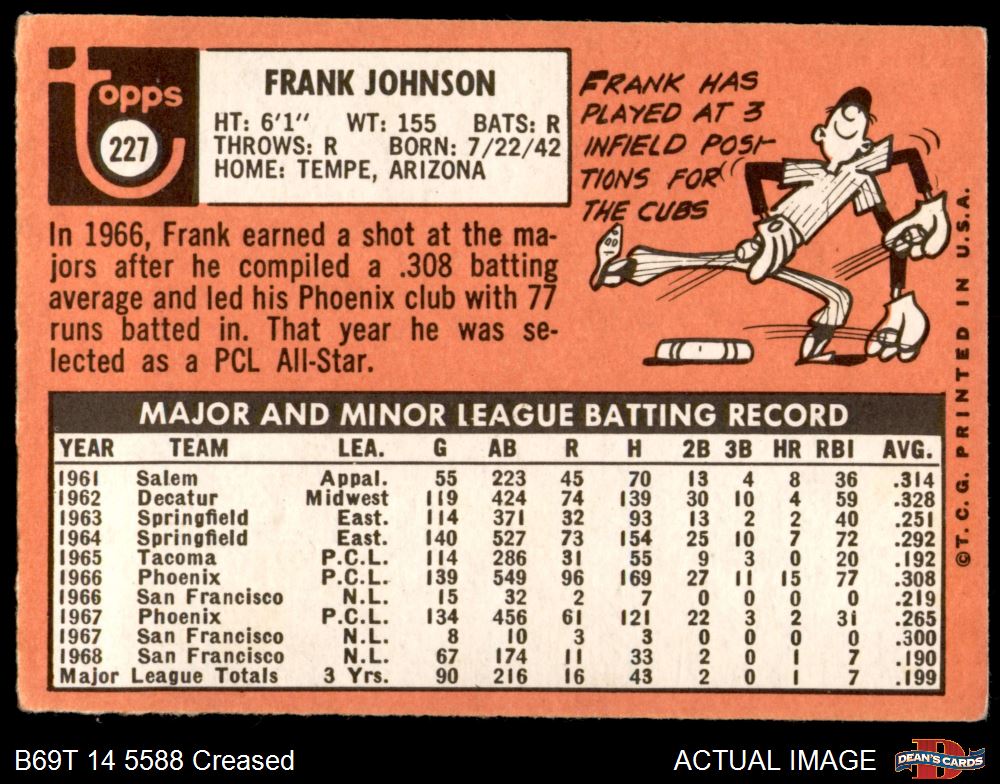 topps
227
FRANK JOHNSON
HT: 6'1" WT: 155 BATS: R
THROWS: R BORN: 7/22/42
HOME: TEMPE, ARIZONA
FRANK HAS
PLAYED AT 3
INFIELD POSI-
TIONS FOR
THE CUBS
In 1966, Frank earned a shot at the ma-
jors after he compiled a .308 batting
average and led his Phoenix club with 77
runs batted in. That year he was se-
lected as a PCL All-Star.
MAJOR AND MINOR LEAGUE BATTING RECORD
YEAR TEAM LEA. G AB R H 2B 3B HR RBI AVG.
1961 Salem Appal. 55 223 45 70 13 4 8 36 .314
1962 Decatur Midwest 119 424 74 139 30 10 4 59 .328
1963 Springfield East. 114 371 32 93 13 2 2 40 .251
1964 Springfield East. 140 527 73 154 25 10 7 72 .292
1965 Tacoma P.C.L. 114 286 31 55 9 3 0 20 .192
1966 Phoenix P.C.L. 139 549 96 169 27 11 15 77 .308
1966 San Francisco N.L. 15 32 2 7 0 0 0 0 .219
1967 Phoenix P.C.L. 134 456 61 121 22 3 2 31 .265
1967 San Francisco N.L. 8 10 3 3 0 0 0 0 .300
1968 San Francisco N.L. 67 174 11 33 2 0 1 7 .190
Major League Totals 3 Yrs. 90 216 16 43 2 0 1 7 .199
©T.C.G. PRINTED IN U.S.A.
B69T 14 5588 Creased
ACTUAL IMAGE
D
DEAN'S CARDS